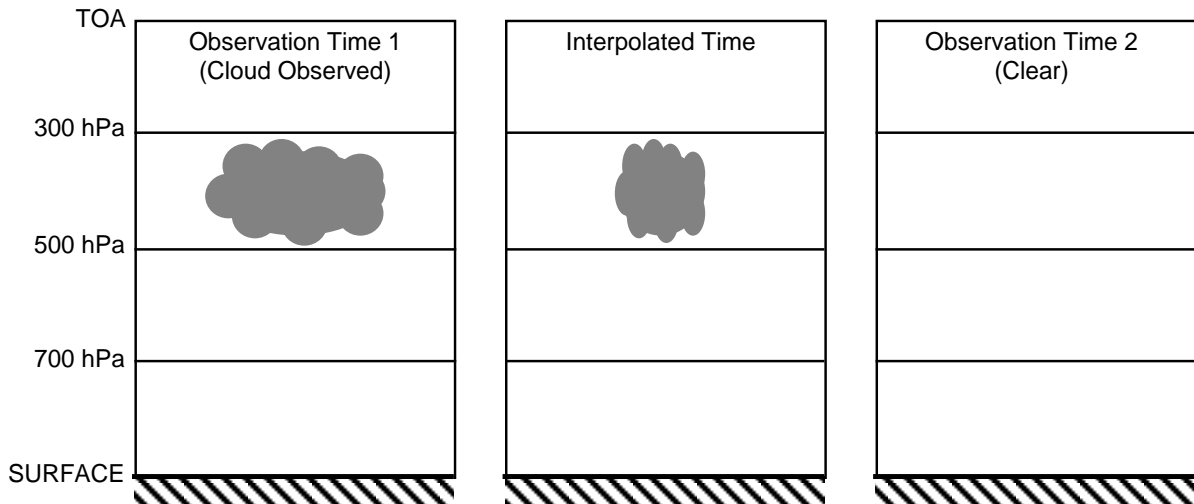 TOA
Observation Time 1
(Cloud Observed)
Interpolated Time
Observation Time 2
(Clear)
300 hPa
500 hPa
700 hPa
SURFACE